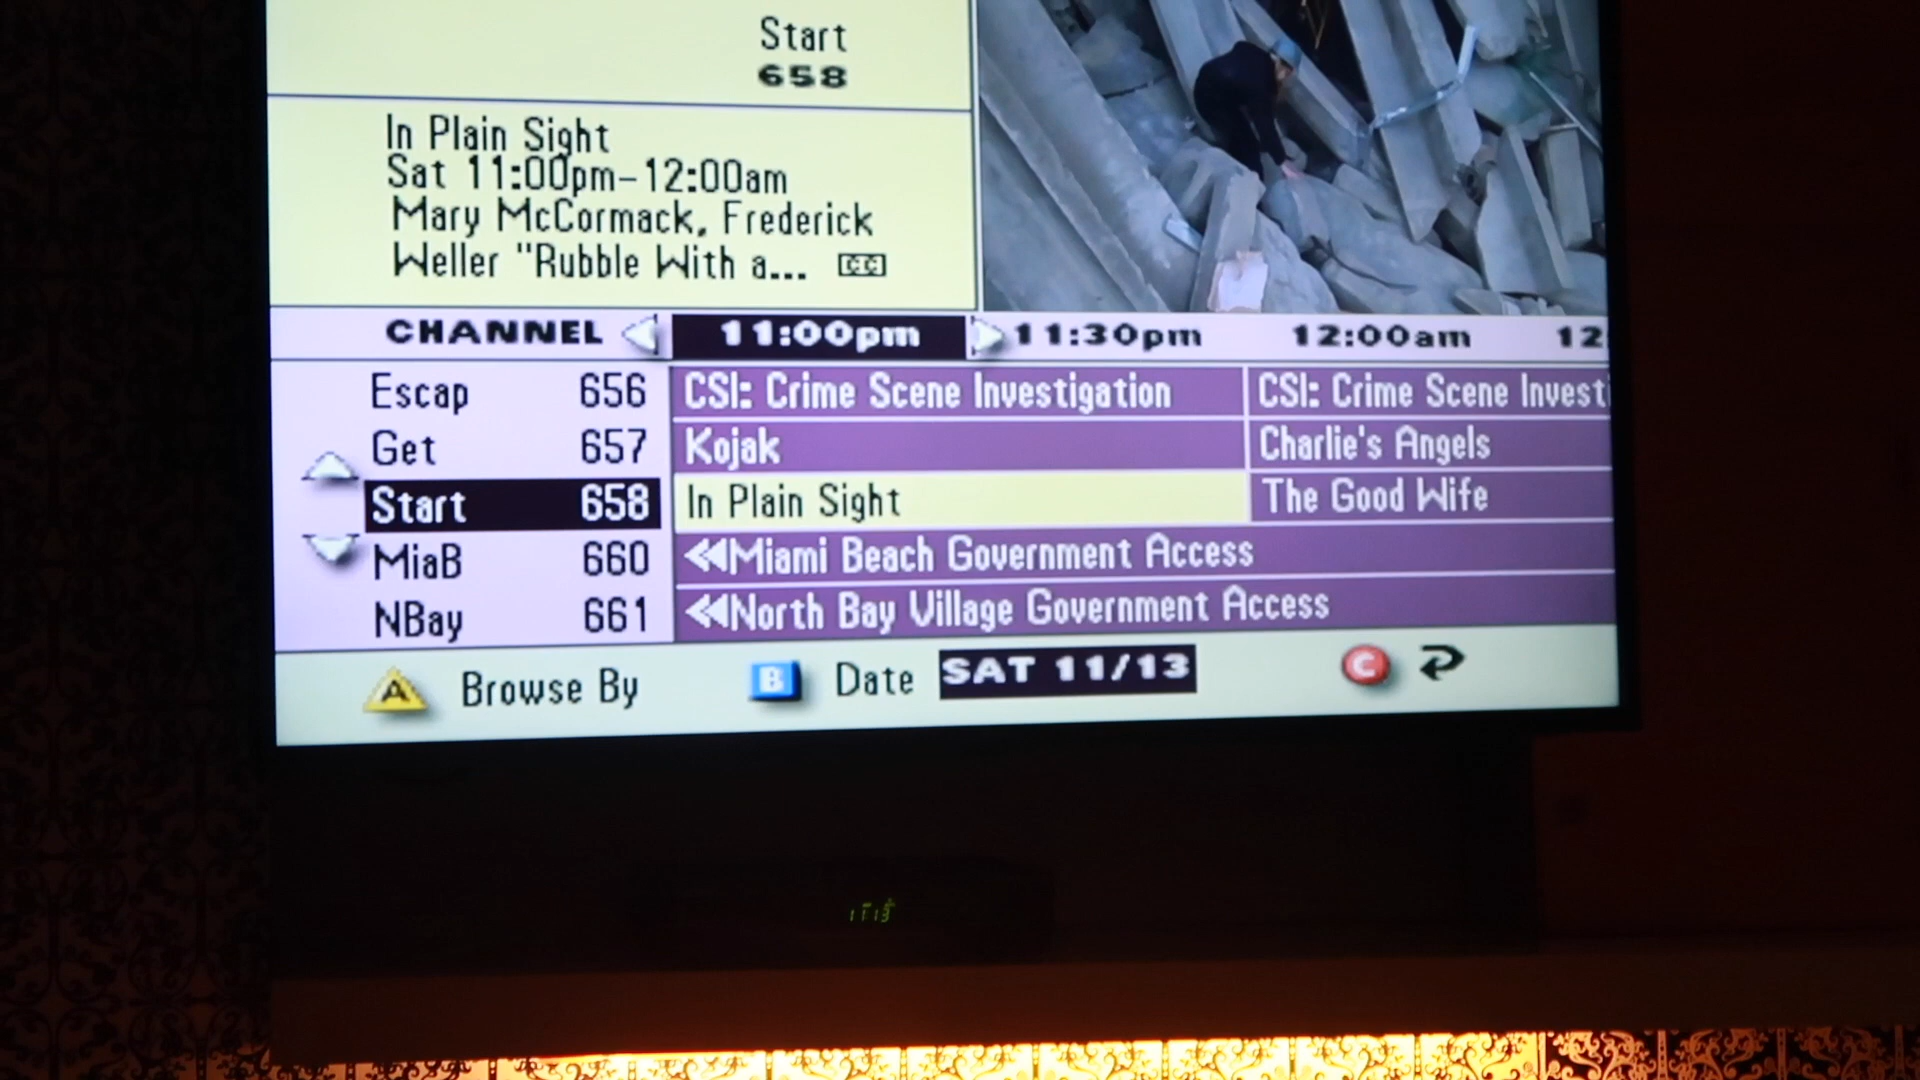 Start
658
In Plain Sight
Sat 11:00pm-12:00am
Mary McCormack, Frederick
Weller "Rubble With a... CC
CHANNEL 11:00pm 11:30pm 12:00am 12
Escap 656 CSI: Crime Scene Investigation CSI: Crime Scene Investi
Get 657 Kojak Charlie's Angels
Start 658 In Plain Sight The Good Wife
MiaB 660 Miami Beach Government Access
NBay 661 North Bay Village Government Access
A Browse By B Date SAT 11/13 C